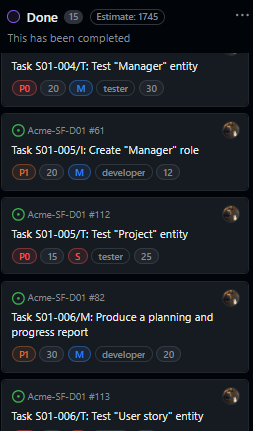 Done 15 Estimate: 1745 ...
This has been completed
Task S01-004/T: Test "Manager" entity
P0 20 M tester 30
Acme-SF-D01 #61
Task S01-005/I: Create "Manager" role
P1 20 M developer 12
Acme-SF-D01 #112
Task S01-005/T: Test "Project" entity
P0 15 S tester 25
Acme-SF-D01 #82
Task S01-006/M: Produce a planning and
progress report
P1 30 M developer 20
Acme-SF-D01 #113
Task S01-006/T: Test "User story" entity